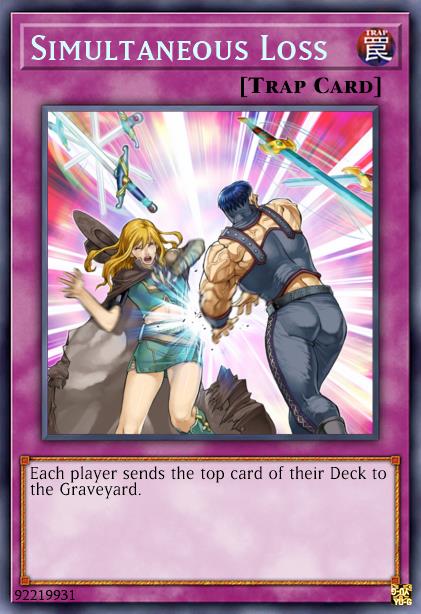 Simultaneous Loss
TRAP
罠
[Trap Card]
Each player sends the top card of their Deck to
the Graveyard.
92219931